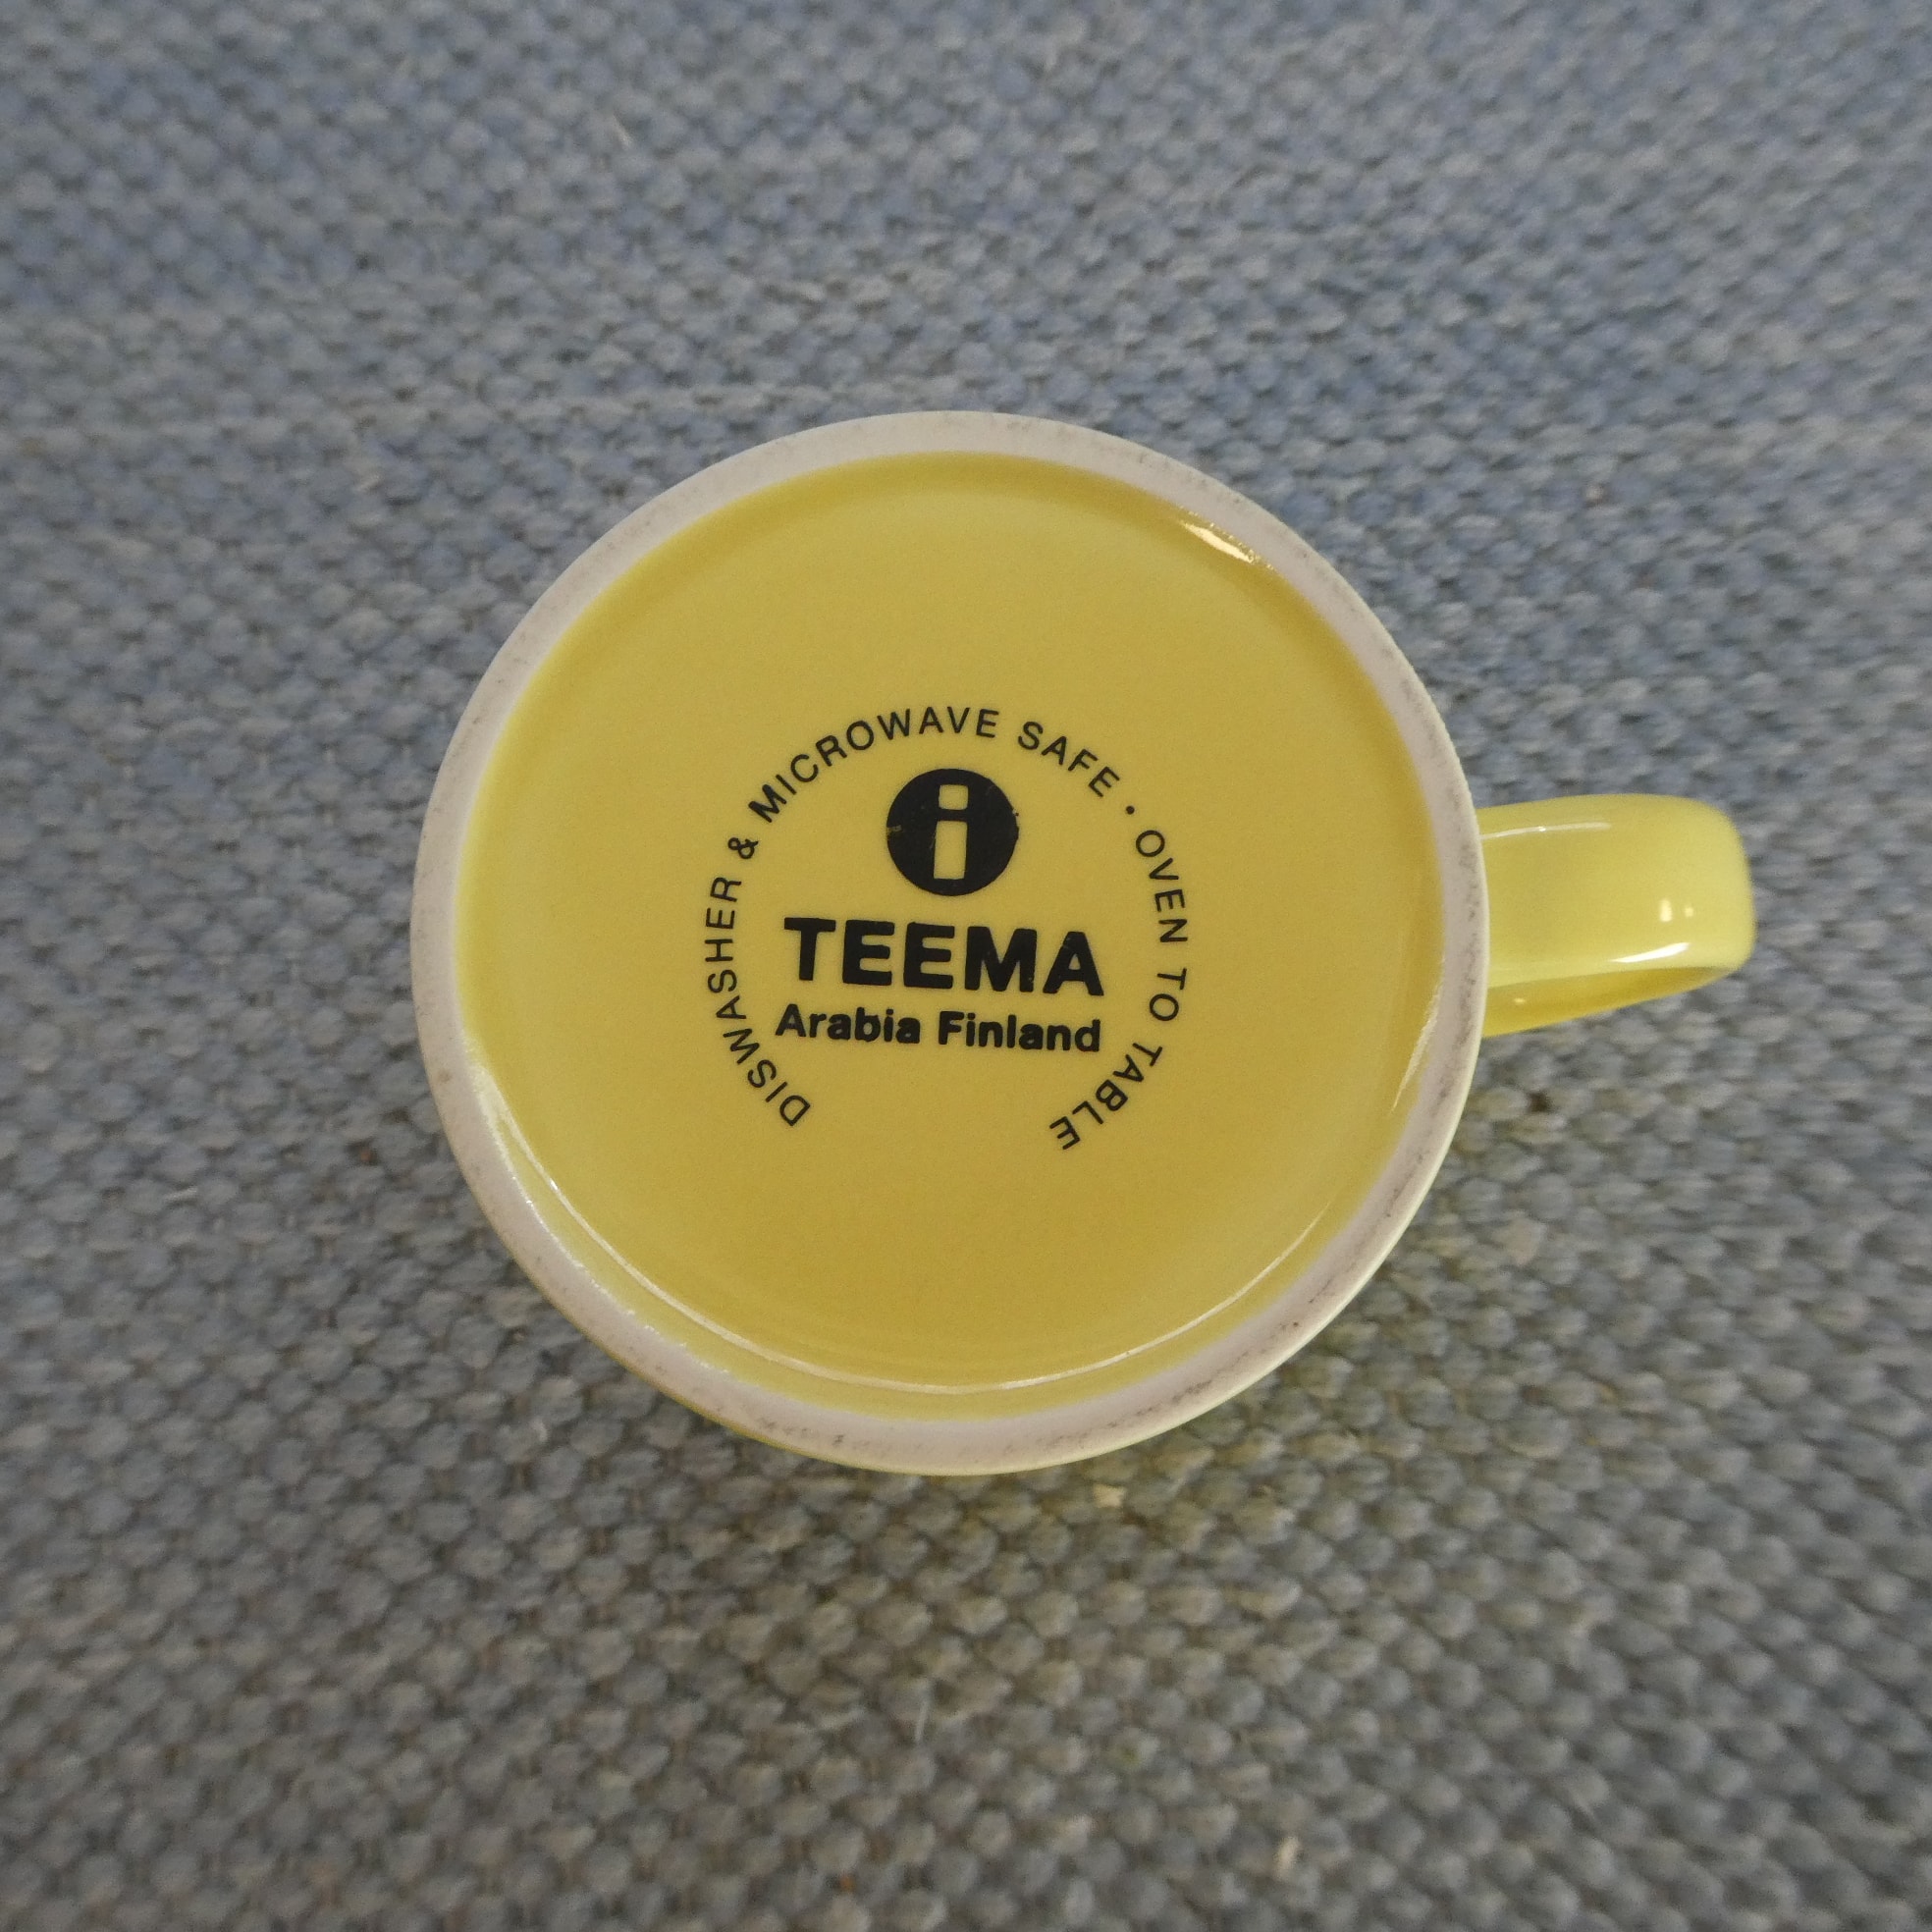 DISWASHER & MICROWAVE SAFE • OVEN TO TABLE
i
TEEMA
Arabia Finland